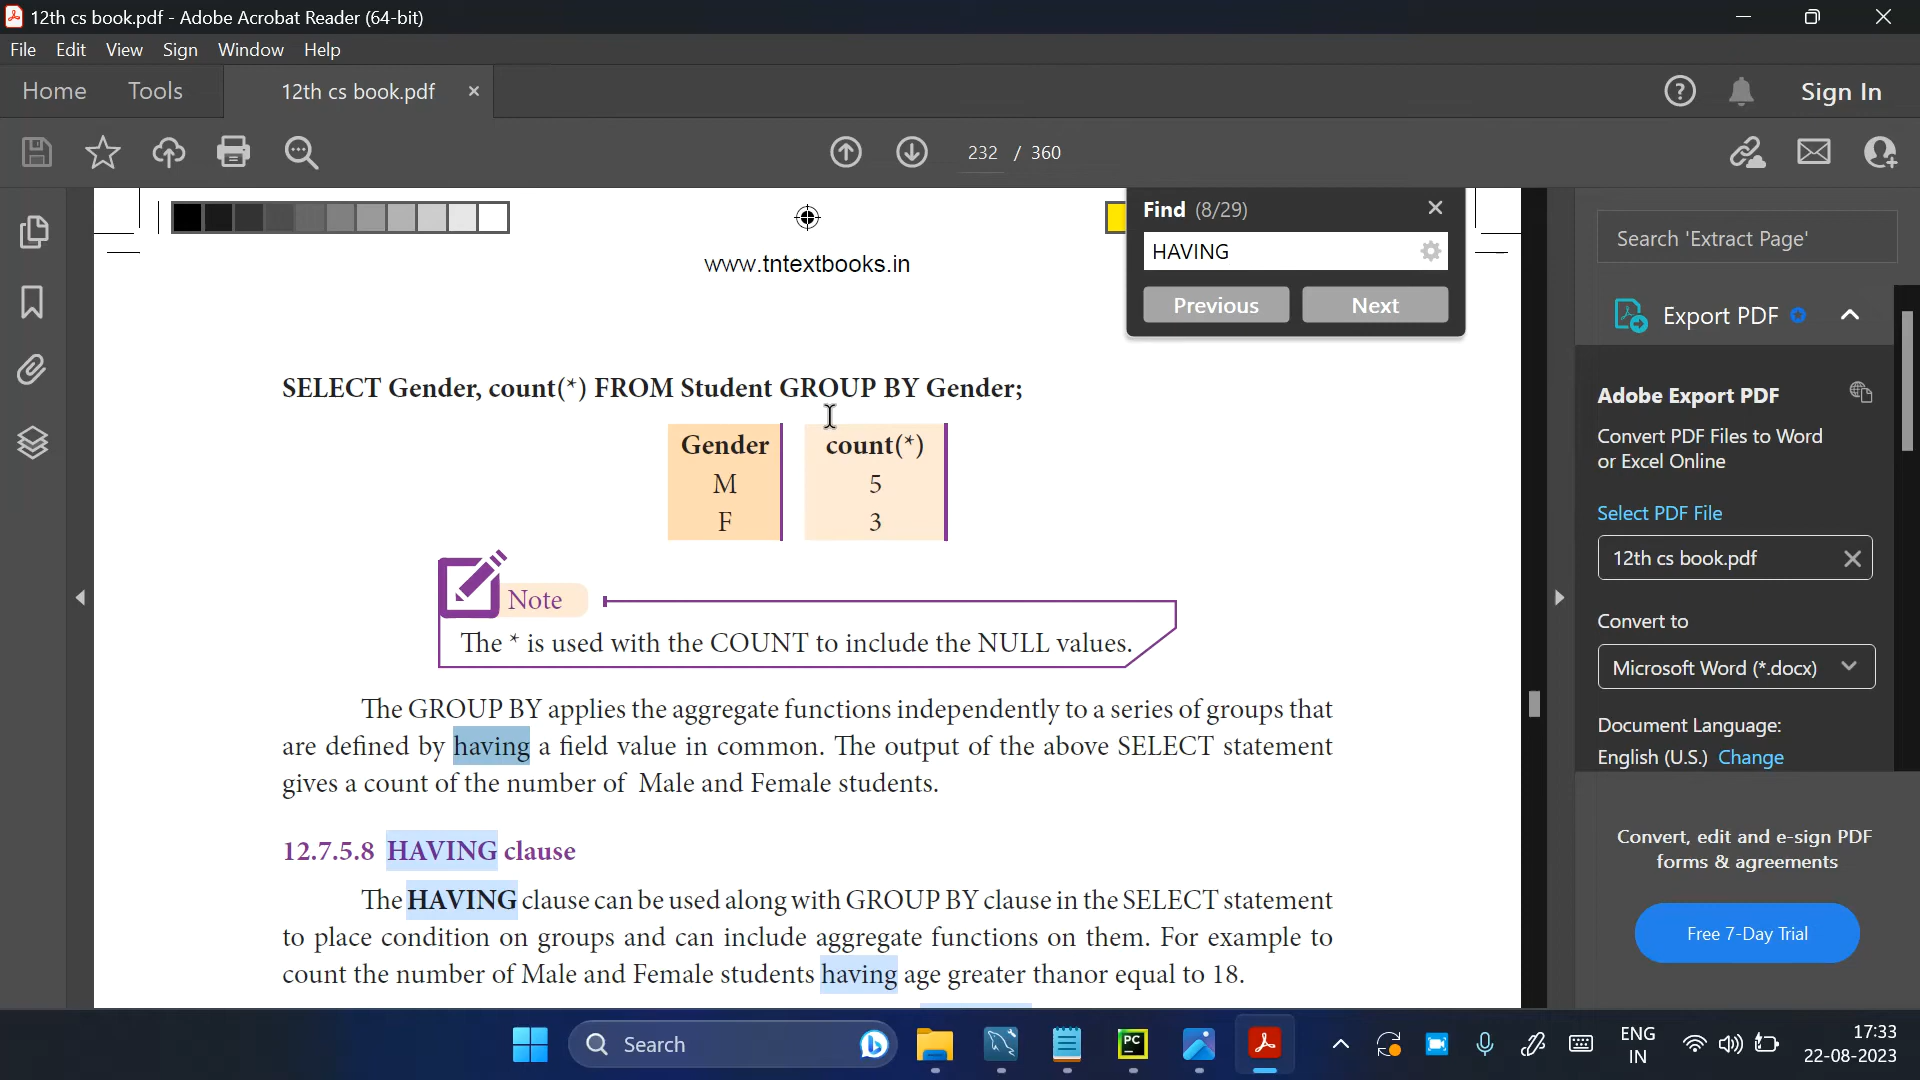 12th cs book.pdf - Adobe Acrobat Reader (64-bit)
File Edit View Sign Window Help
Home Tools 12th cs book.pdf
Sign In
232 / 360
Find (8/29)
HAVING
Previous Next
www.tntextbooks.in
SELECT Gender, count(*) FROM Student GROUP BY Gender;
Gender count(*)
M 5
F 3
Note
The * is used with the COUNT to include the NULL values.
The GROUP BY applies the aggregate functions independently to a series of groups that
are defined by having a field value in common. The output of the above SELECT statement
gives a count of the number of Male and Female students.
12.7.5.8 HAVING clause
The HAVING clause can be used along with GROUP BY clause in the SELECT statement
to place condition on groups and can include aggregate functions on them. For example to
count the number of Male and Female students having age greater thanor equal to 18.
Search 'Extract Page'
Export PDF
Adobe Export PDF
Convert PDF Files to Word
or Excel Online
Select PDF File
12th cs book.pdf
Convert to
Microsoft Word (*.docx)
Document Language:
English (U.S.) Change
Convert, edit and e-sign PDF
forms & agreements
Free 7-Day Trial
Search
PC
ENG
IN
17:33
22-08-2023